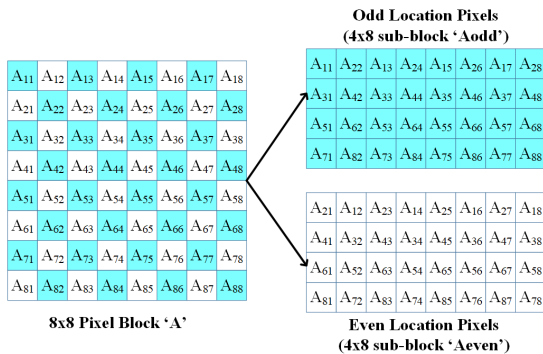 Odd Location Pixels
(4x8 sub-block ‘Aodd’)
A11 A22 A13 A24 A15 A26 A17 A28
A31 A42 A33 A44 A35 A46 A37 A48
A51 A62 A53 A64 A55 A66 A57 A68
A71 A82 A73 A84 A75 A86 A77 A88
A11 A12 A13 A14 A15 A16 A17 A18
A21 A22 A23 A24 A25 A26 A27 A28
A31 A32 A33 A34 A35 A36 A37 A38
A41 A42 A43 A44 A45 A46 A47 A48
A51 A52 A53 A54 A55 A56 A57 A58
A61 A62 A63 A64 A65 A66 A67 A68
A71 A72 A73 A74 A75 A76 A77 A78
A81 A82 A83 A84 A85 A86 A87 A88
8x8 Pixel Block ‘A’
A21 A12 A23 A14 A25 A16 A27 A18
A41 A32 A43 A34 A45 A36 A47 A38
A61 A52 A63 A54 A65 A56 A67 A58
A81 A72 A83 A74 A85 A76 A87 A78
Even Location Pixels
(4x8 sub-block ‘Aeven’)